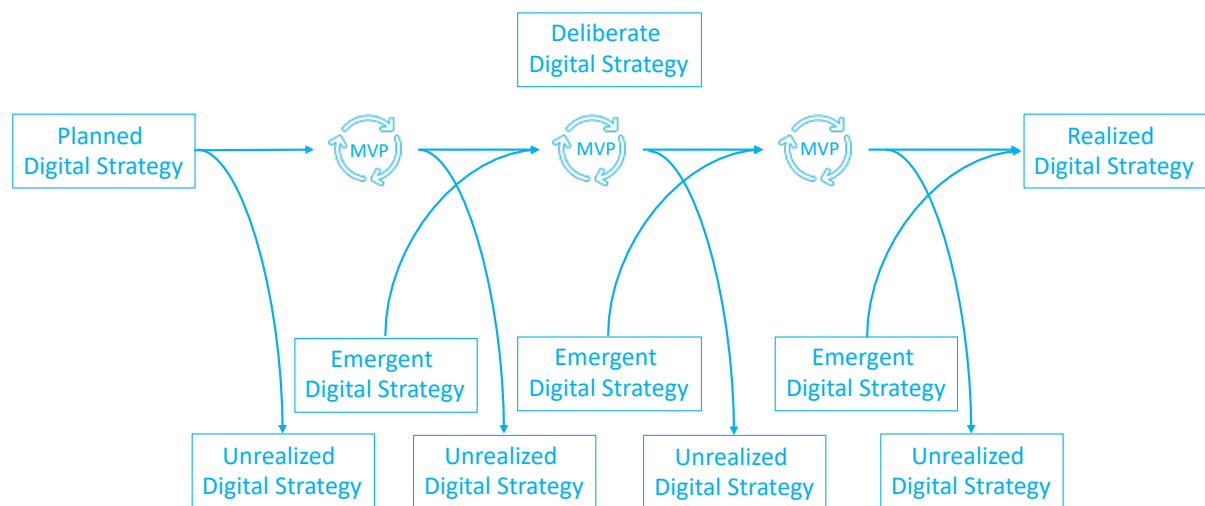 Deliberate
Digital Strategy
Planned
Digital Strategy
MVP
MVP
MVP
Realized
Digital Strategy
Emergent
Digital Strategy
Emergent
Digital Strategy
Emergent
Digital Strategy
Unrealized
Digital Strategy
Unrealized
Digital Strategy
Unrealized
Digital Strategy
Unrealized
Digital Strategy